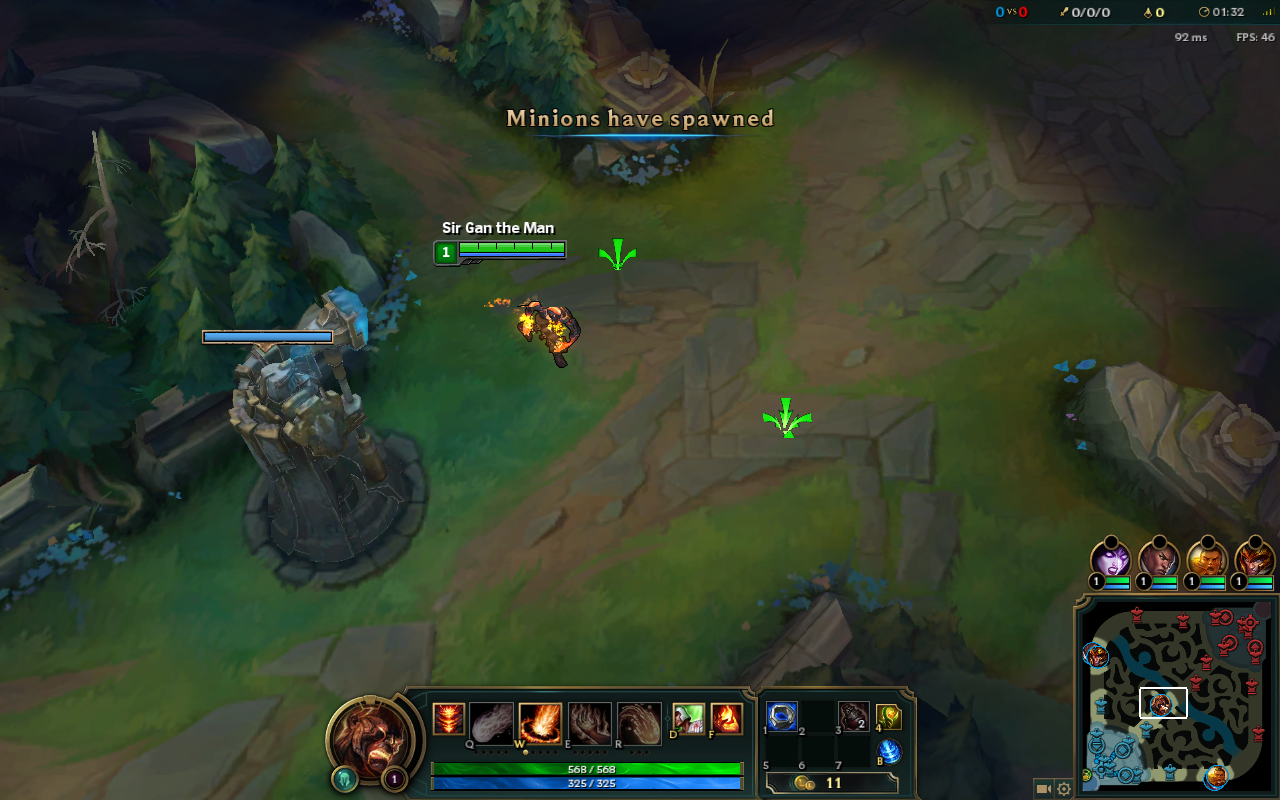 0 vs 0 0/0/0 0 01:32
92 ms FPS: 46
Minions have spawned
Sir Gan the Man
1
1 1 1 1
Q W E R D F
1 2 3 2 4
568 / 568
325 / 325
5 6 7 B
1
11